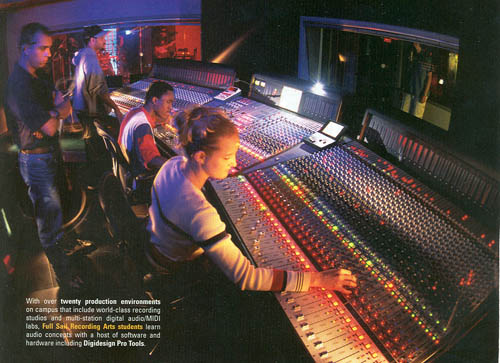 With over twenty production environments
on campus that include world-class recording
studios and multi-station digital audio/MIDI
labs, Full Sail Recording Arts students learn
audio concepts with a host of software and
hardware including Digidesign Pro Tools.